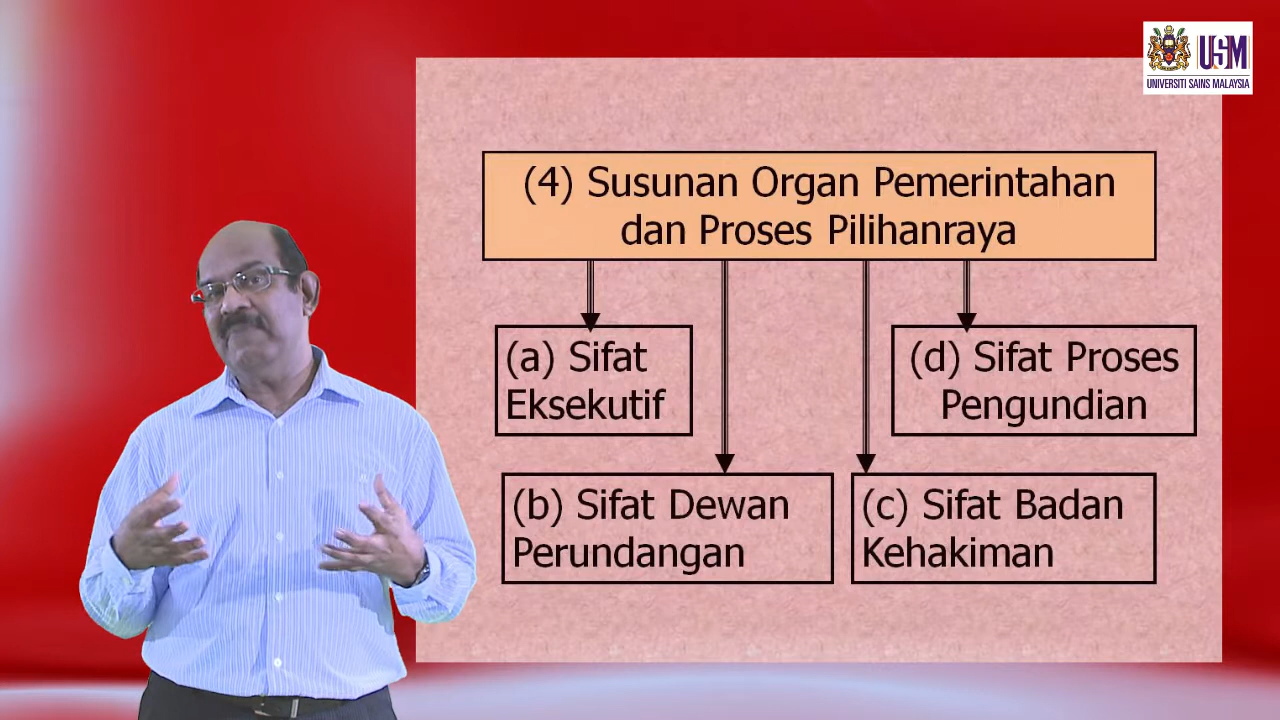 USM
UNIVERSITI SAINS MALAYSIA
(4) Susunan Organ Pemerintahan
dan Proses Pilihanraya
(a) Sifat
Eksekutif
(d) Sifat Proses
Pengundian
(b) Sifat Dewan
Perundangan
(c) Sifat Badan
Kehakiman